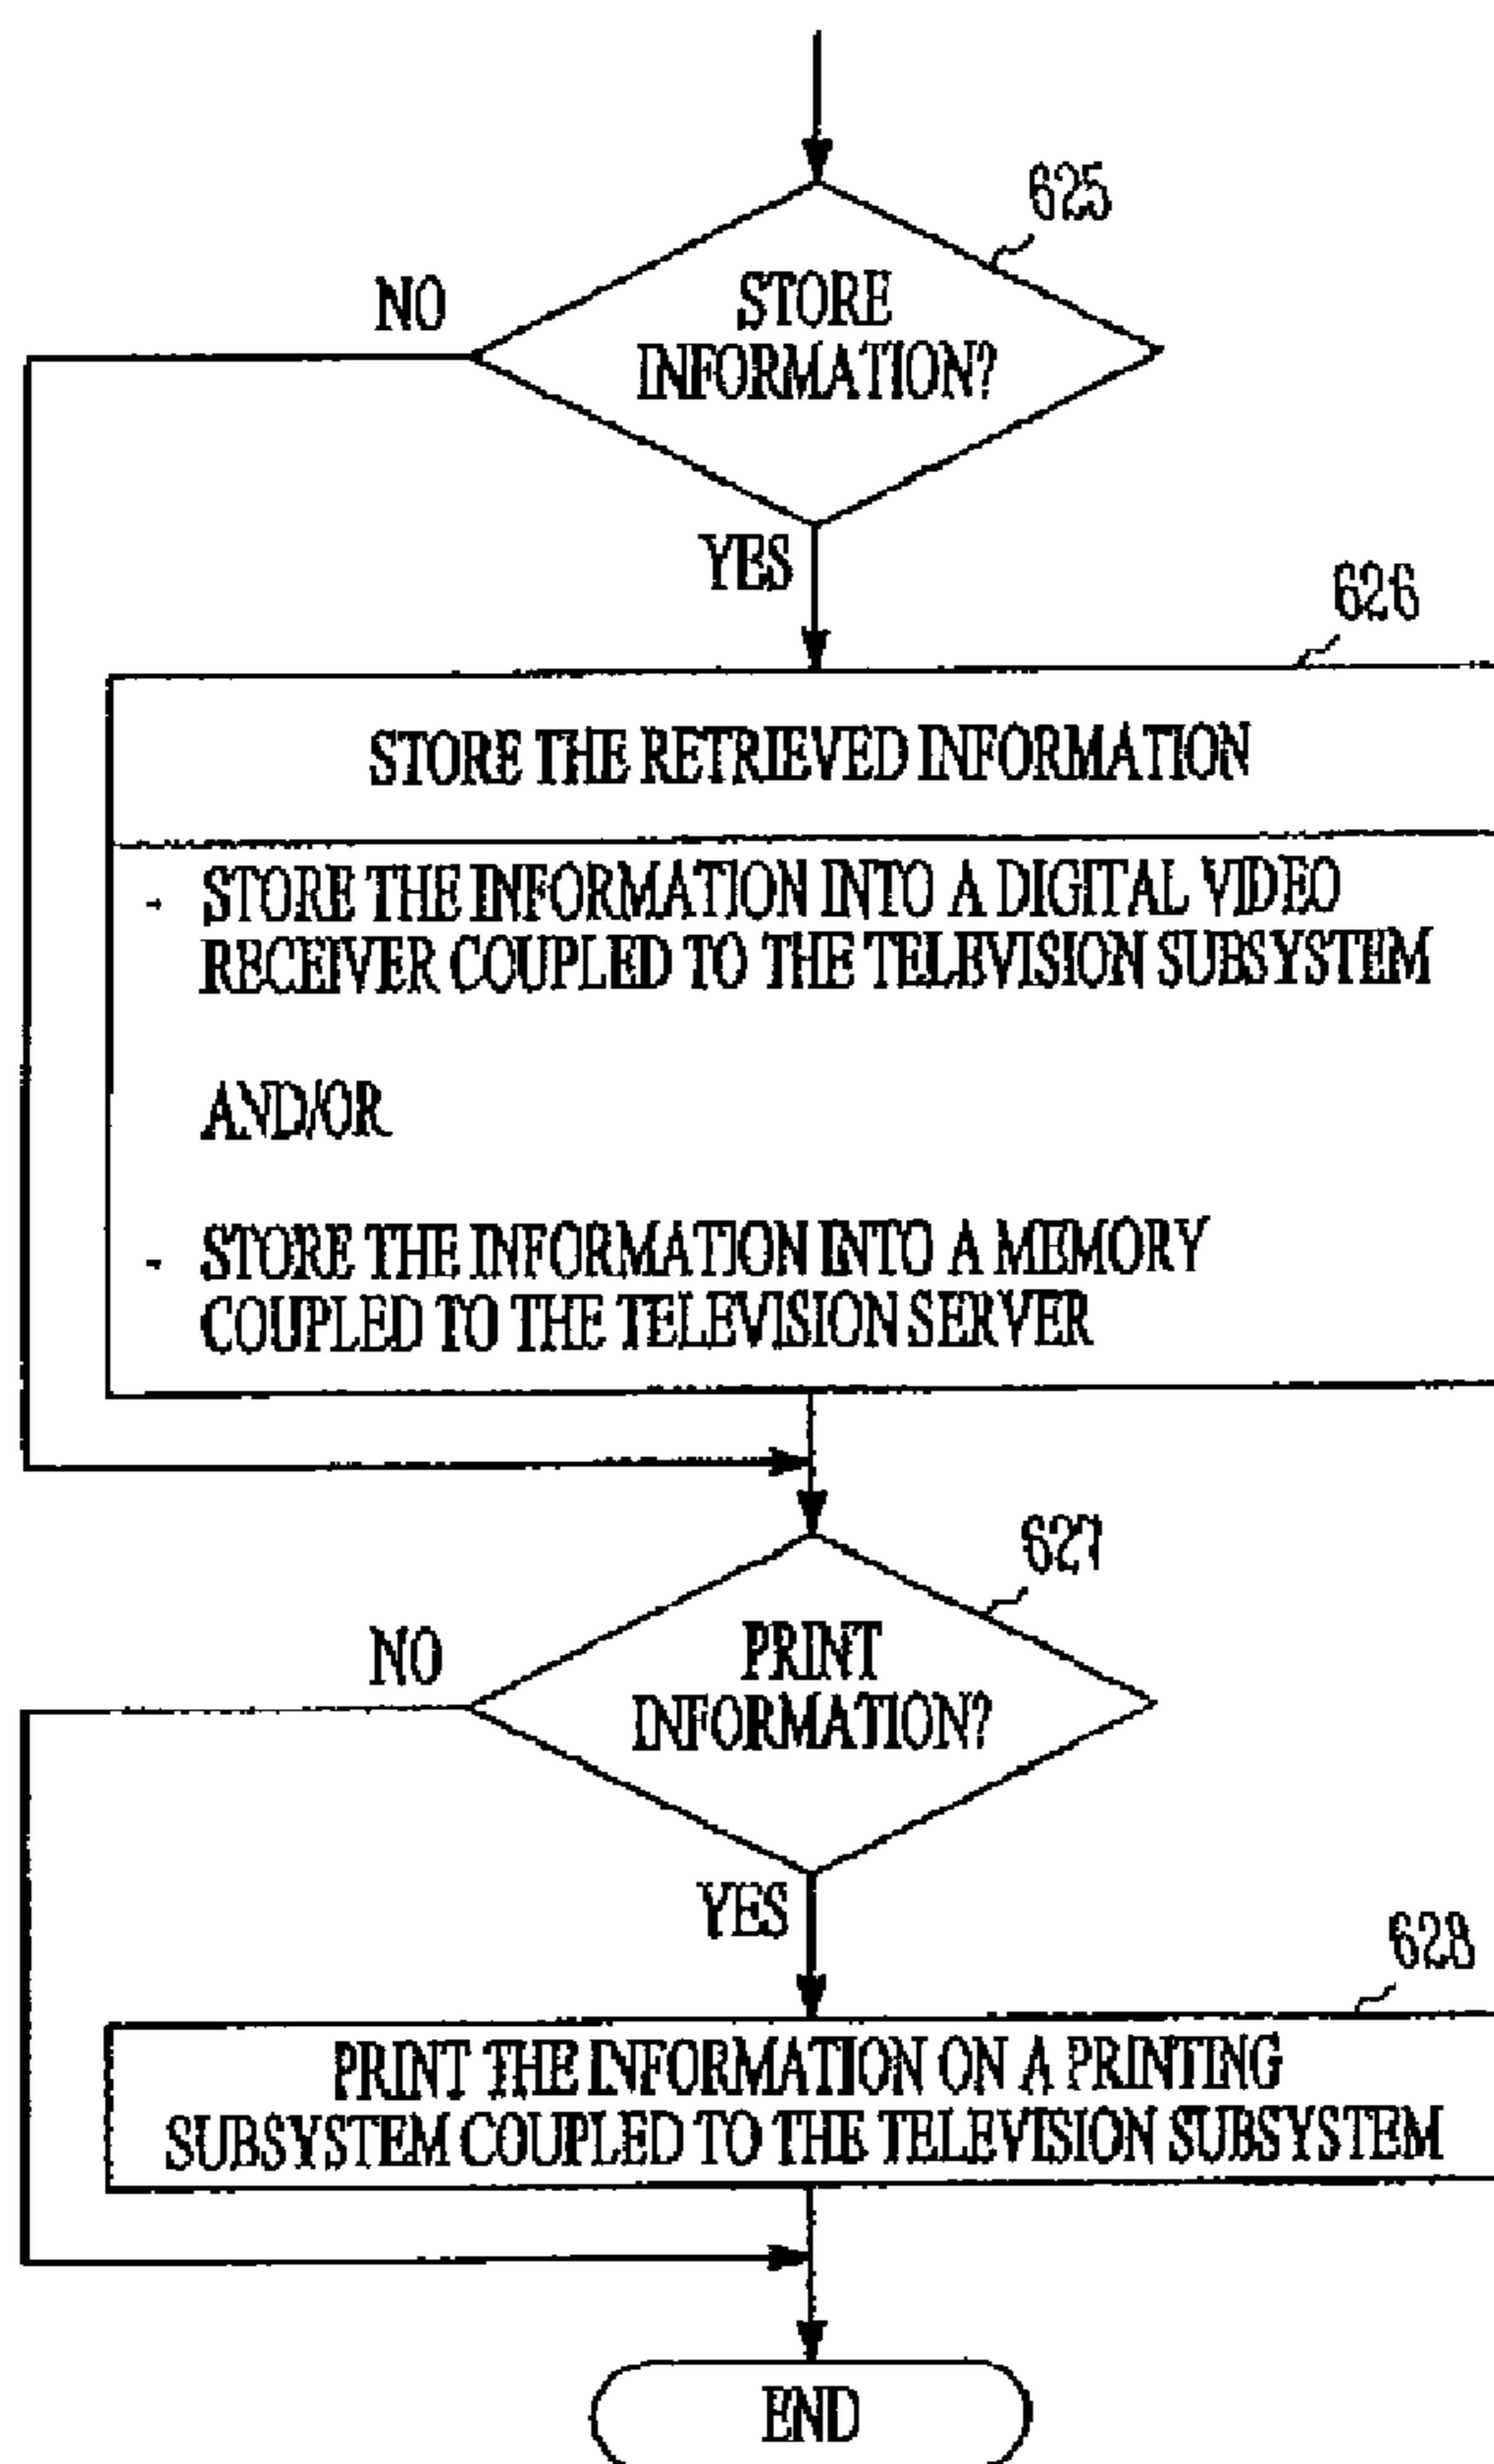 625
NO
STORE
INFORMATION?
YES
626
STORE THE RETRIEVED INFORMATION
- STORE THE INFORMATION INTO A DIGITAL VIDEO
RECEIVER COUPLED TO THE TELEVISION SUBSYSTEM
AND/OR
- STORE THE INFORMATION INTO A MEMORY
COUPLED TO THE TELEVISION SERVER
627
NO
PRINT
INFORMATION?
YES
628
PRINT THE INFORMATION ON A PRINTING
SUBSYSTEM COUPLED TO THE TELEVISION SUBSYSTEM
END